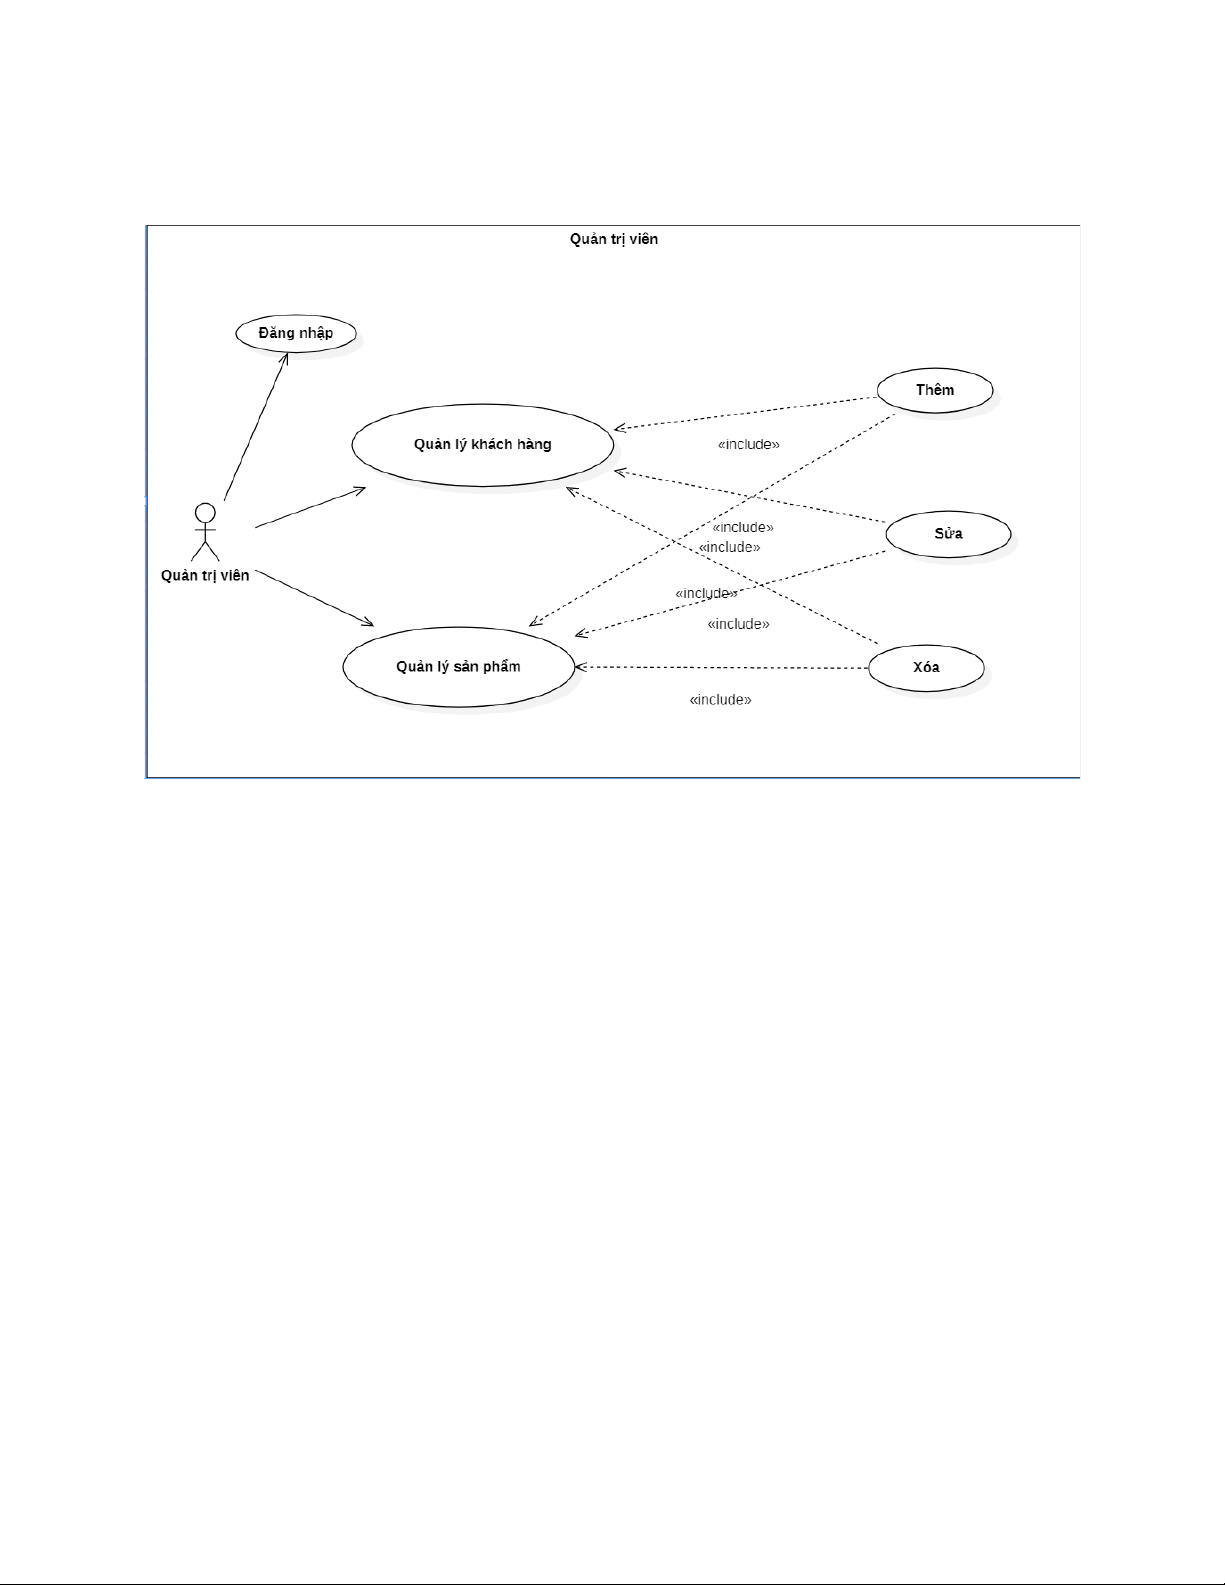 Quản trị viên
Đăng nhập
Thêm
Quản lý khách hàng
«include»
«include»
Sửa
«include»
Quản trị viên
«include»
«include»
Quản lý sản phẩm
Xóa
«include»